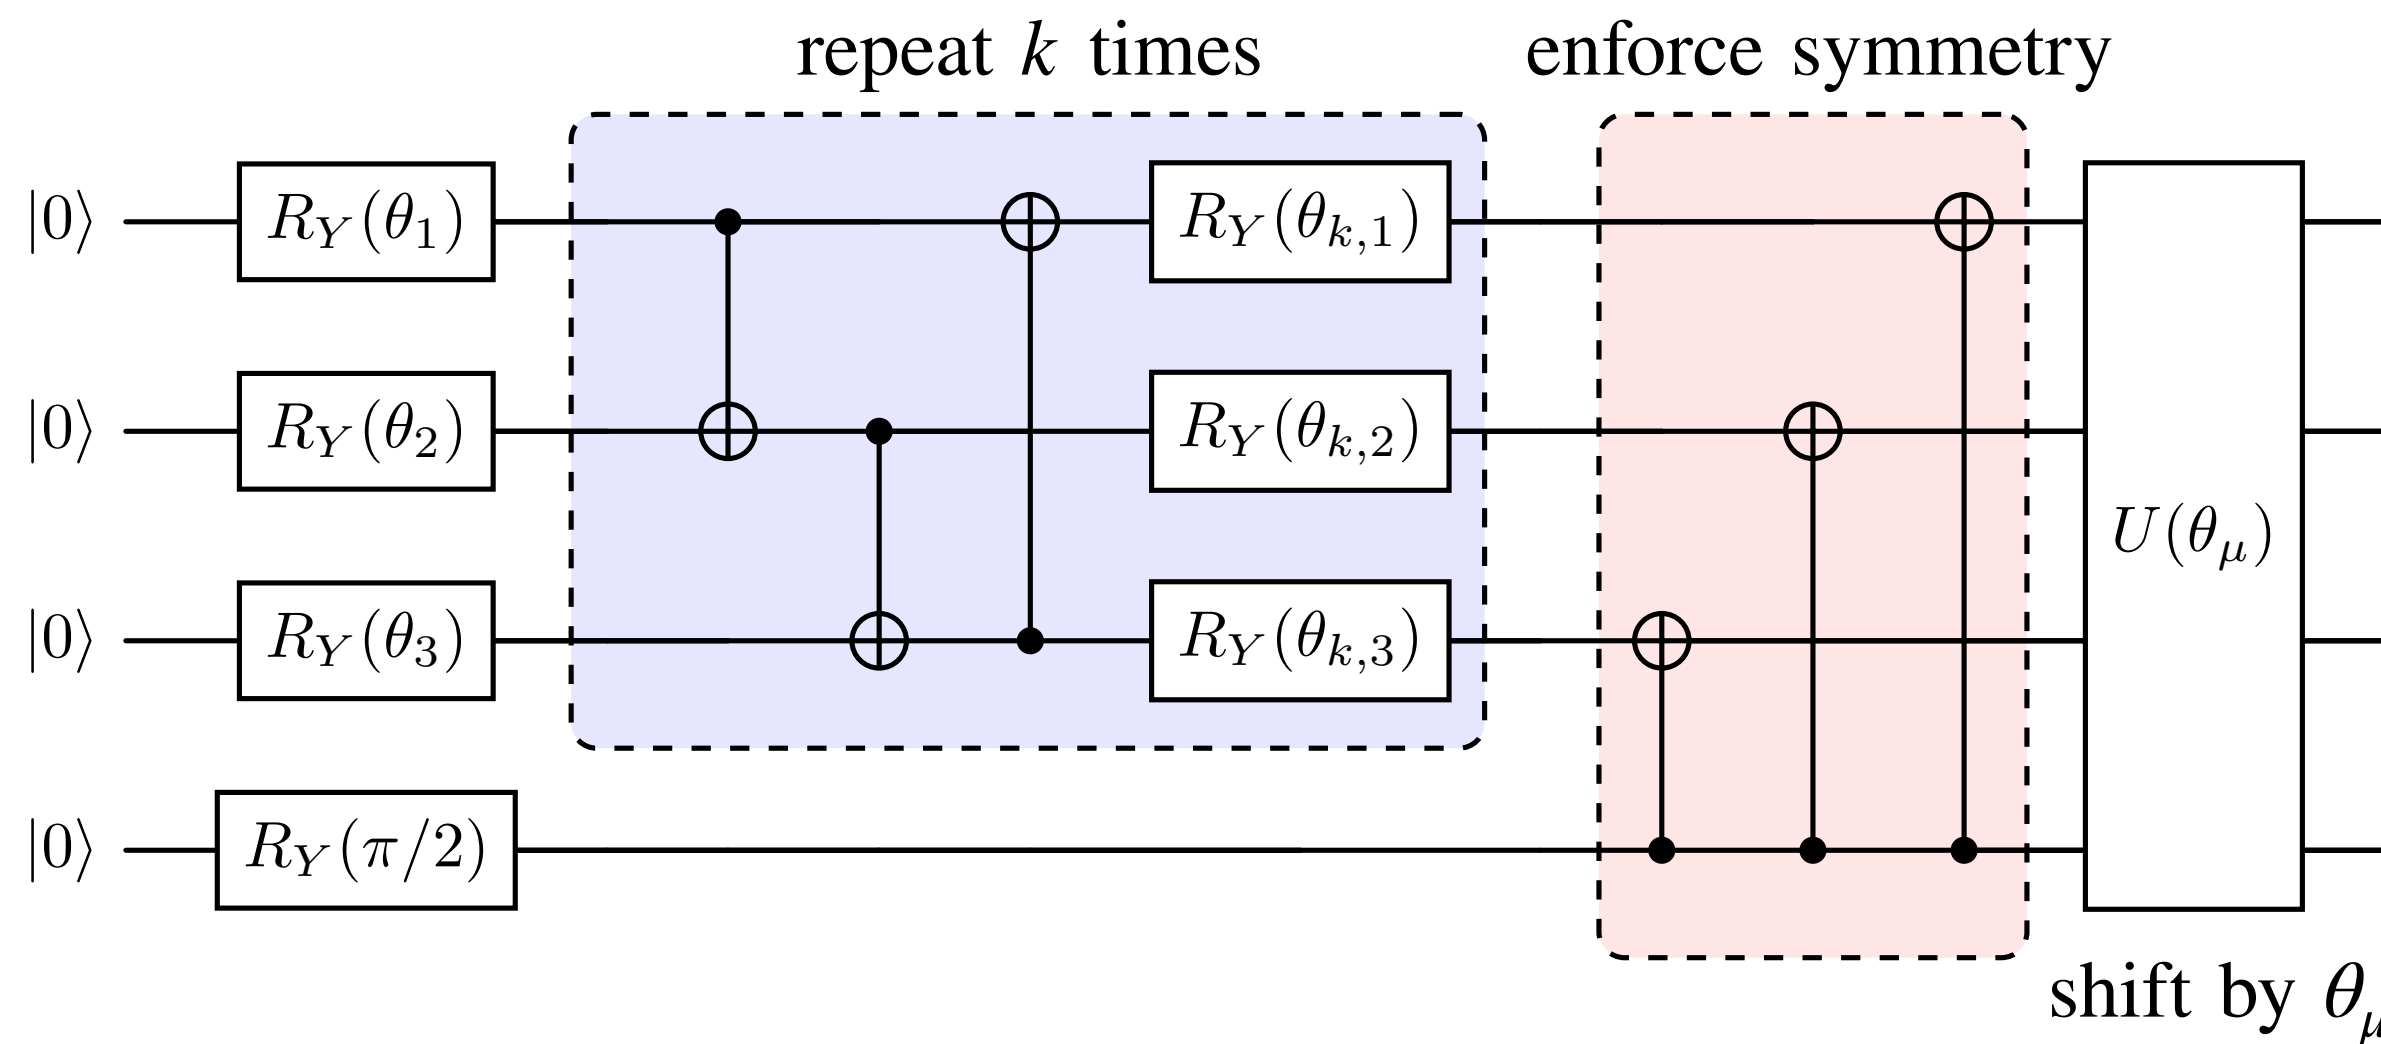 repeat k times
enforce symmetry
|0⟩ R_Y(θ_1) R_Y(θ_{k,1})
|0⟩ R_Y(θ_2) R_Y(θ_{k,2})
U(θ_μ)
|0⟩ R_Y(θ_3) R_Y(θ_{k,3})
|0⟩ R_Y(π/2)
shift by θ_μ